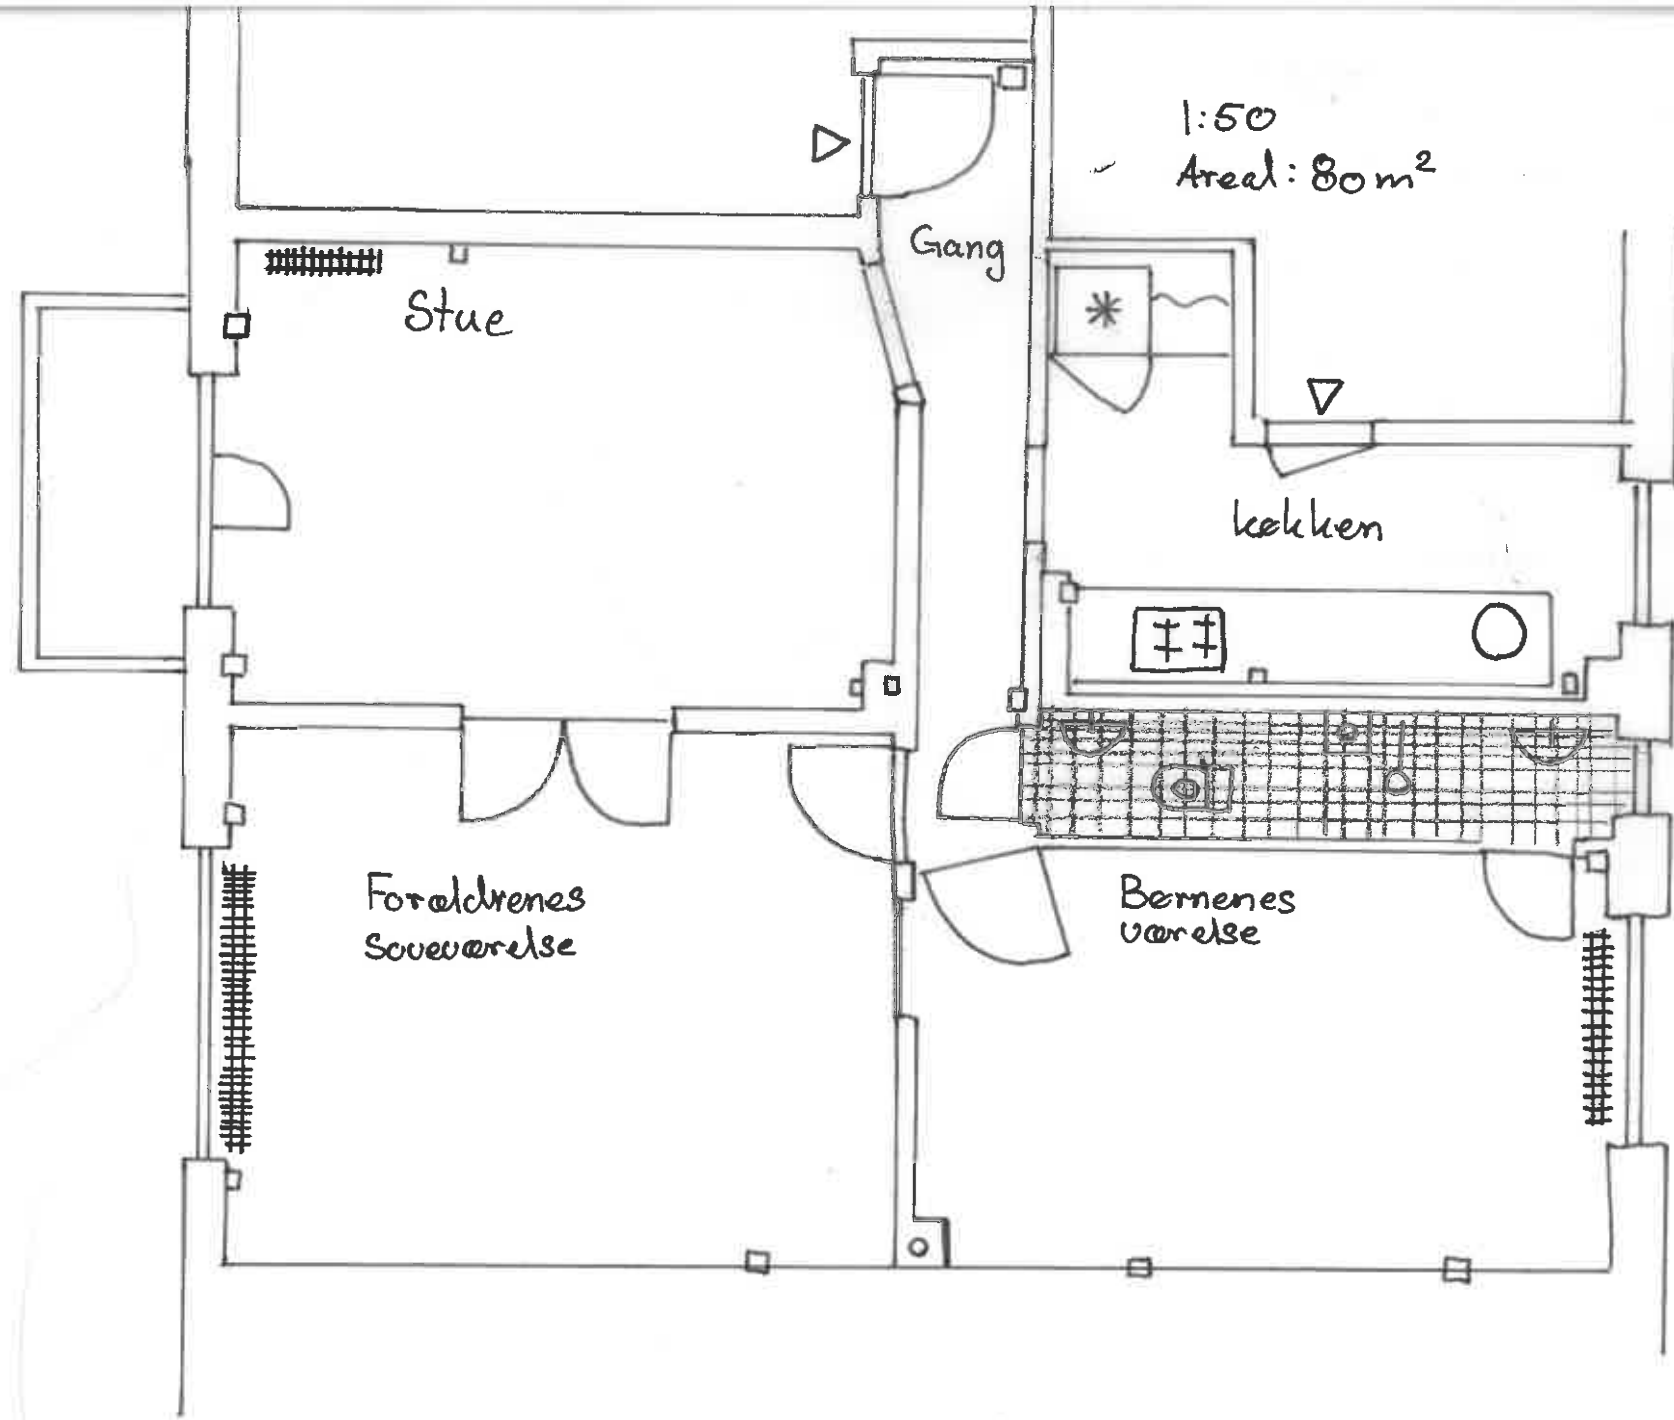 1:50
Areal: 80 m²
Gang
Stue
køkken
Forældrenes
soveværelse
Børnenes
værelse